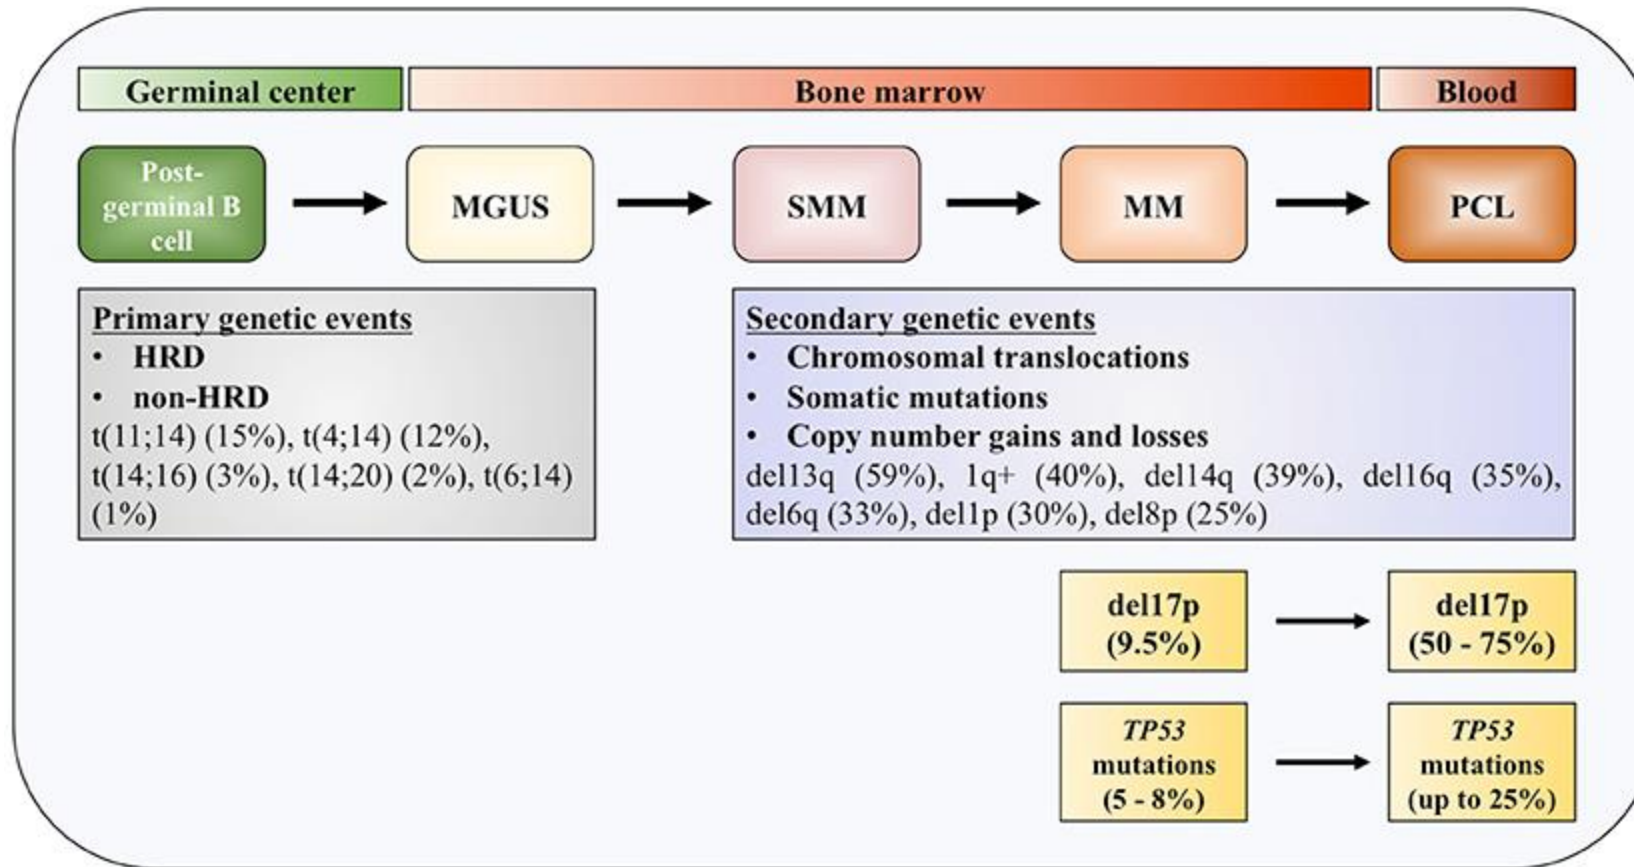 Germinal center
Bone marrow
Blood
Post-
germinal B
cell
MGUS
SMM
MM
PCL
Primary genetic events
• HRD
• non-HRD
t(11;14) (15%), t(4;14) (12%),
t(14;16) (3%), t(14;20) (2%), t(6;14)
(1%)
Secondary genetic events
• Chromosomal translocations
• Somatic mutations
• Copy number gains and losses
del13q (59%), 1q+ (40%), del14q (39%), del16q (35%),
del6q (33%), del1p (30%), del8p (25%)
del17p
(9.5%)
del17p
(50 - 75%)
TP53
mutations
(5 - 8%)
TP53
mutations
(up to 25%)